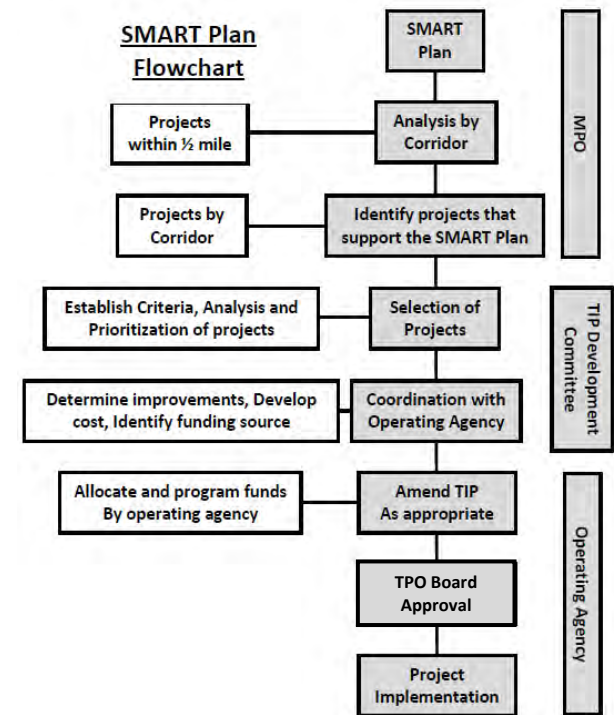 SMART Plan
Flowchart
SMART
Plan
Projects
within ½ mile
Analysis by
Corridor
MPO
Projects by
Corridor
Identify projects that
support the SMART Plan
Establish Criteria, Analysis and
Prioritization of projects
Selection of
Projects
TIP Development
Committee
Determine improvements, Develop
cost, Identify funding source
Coordination with
Operating Agency
Allocate and program funds
By operating agency
Amend TIP
As appropriate
Operating Agency
TPO Board
Approval
Project
Implementation